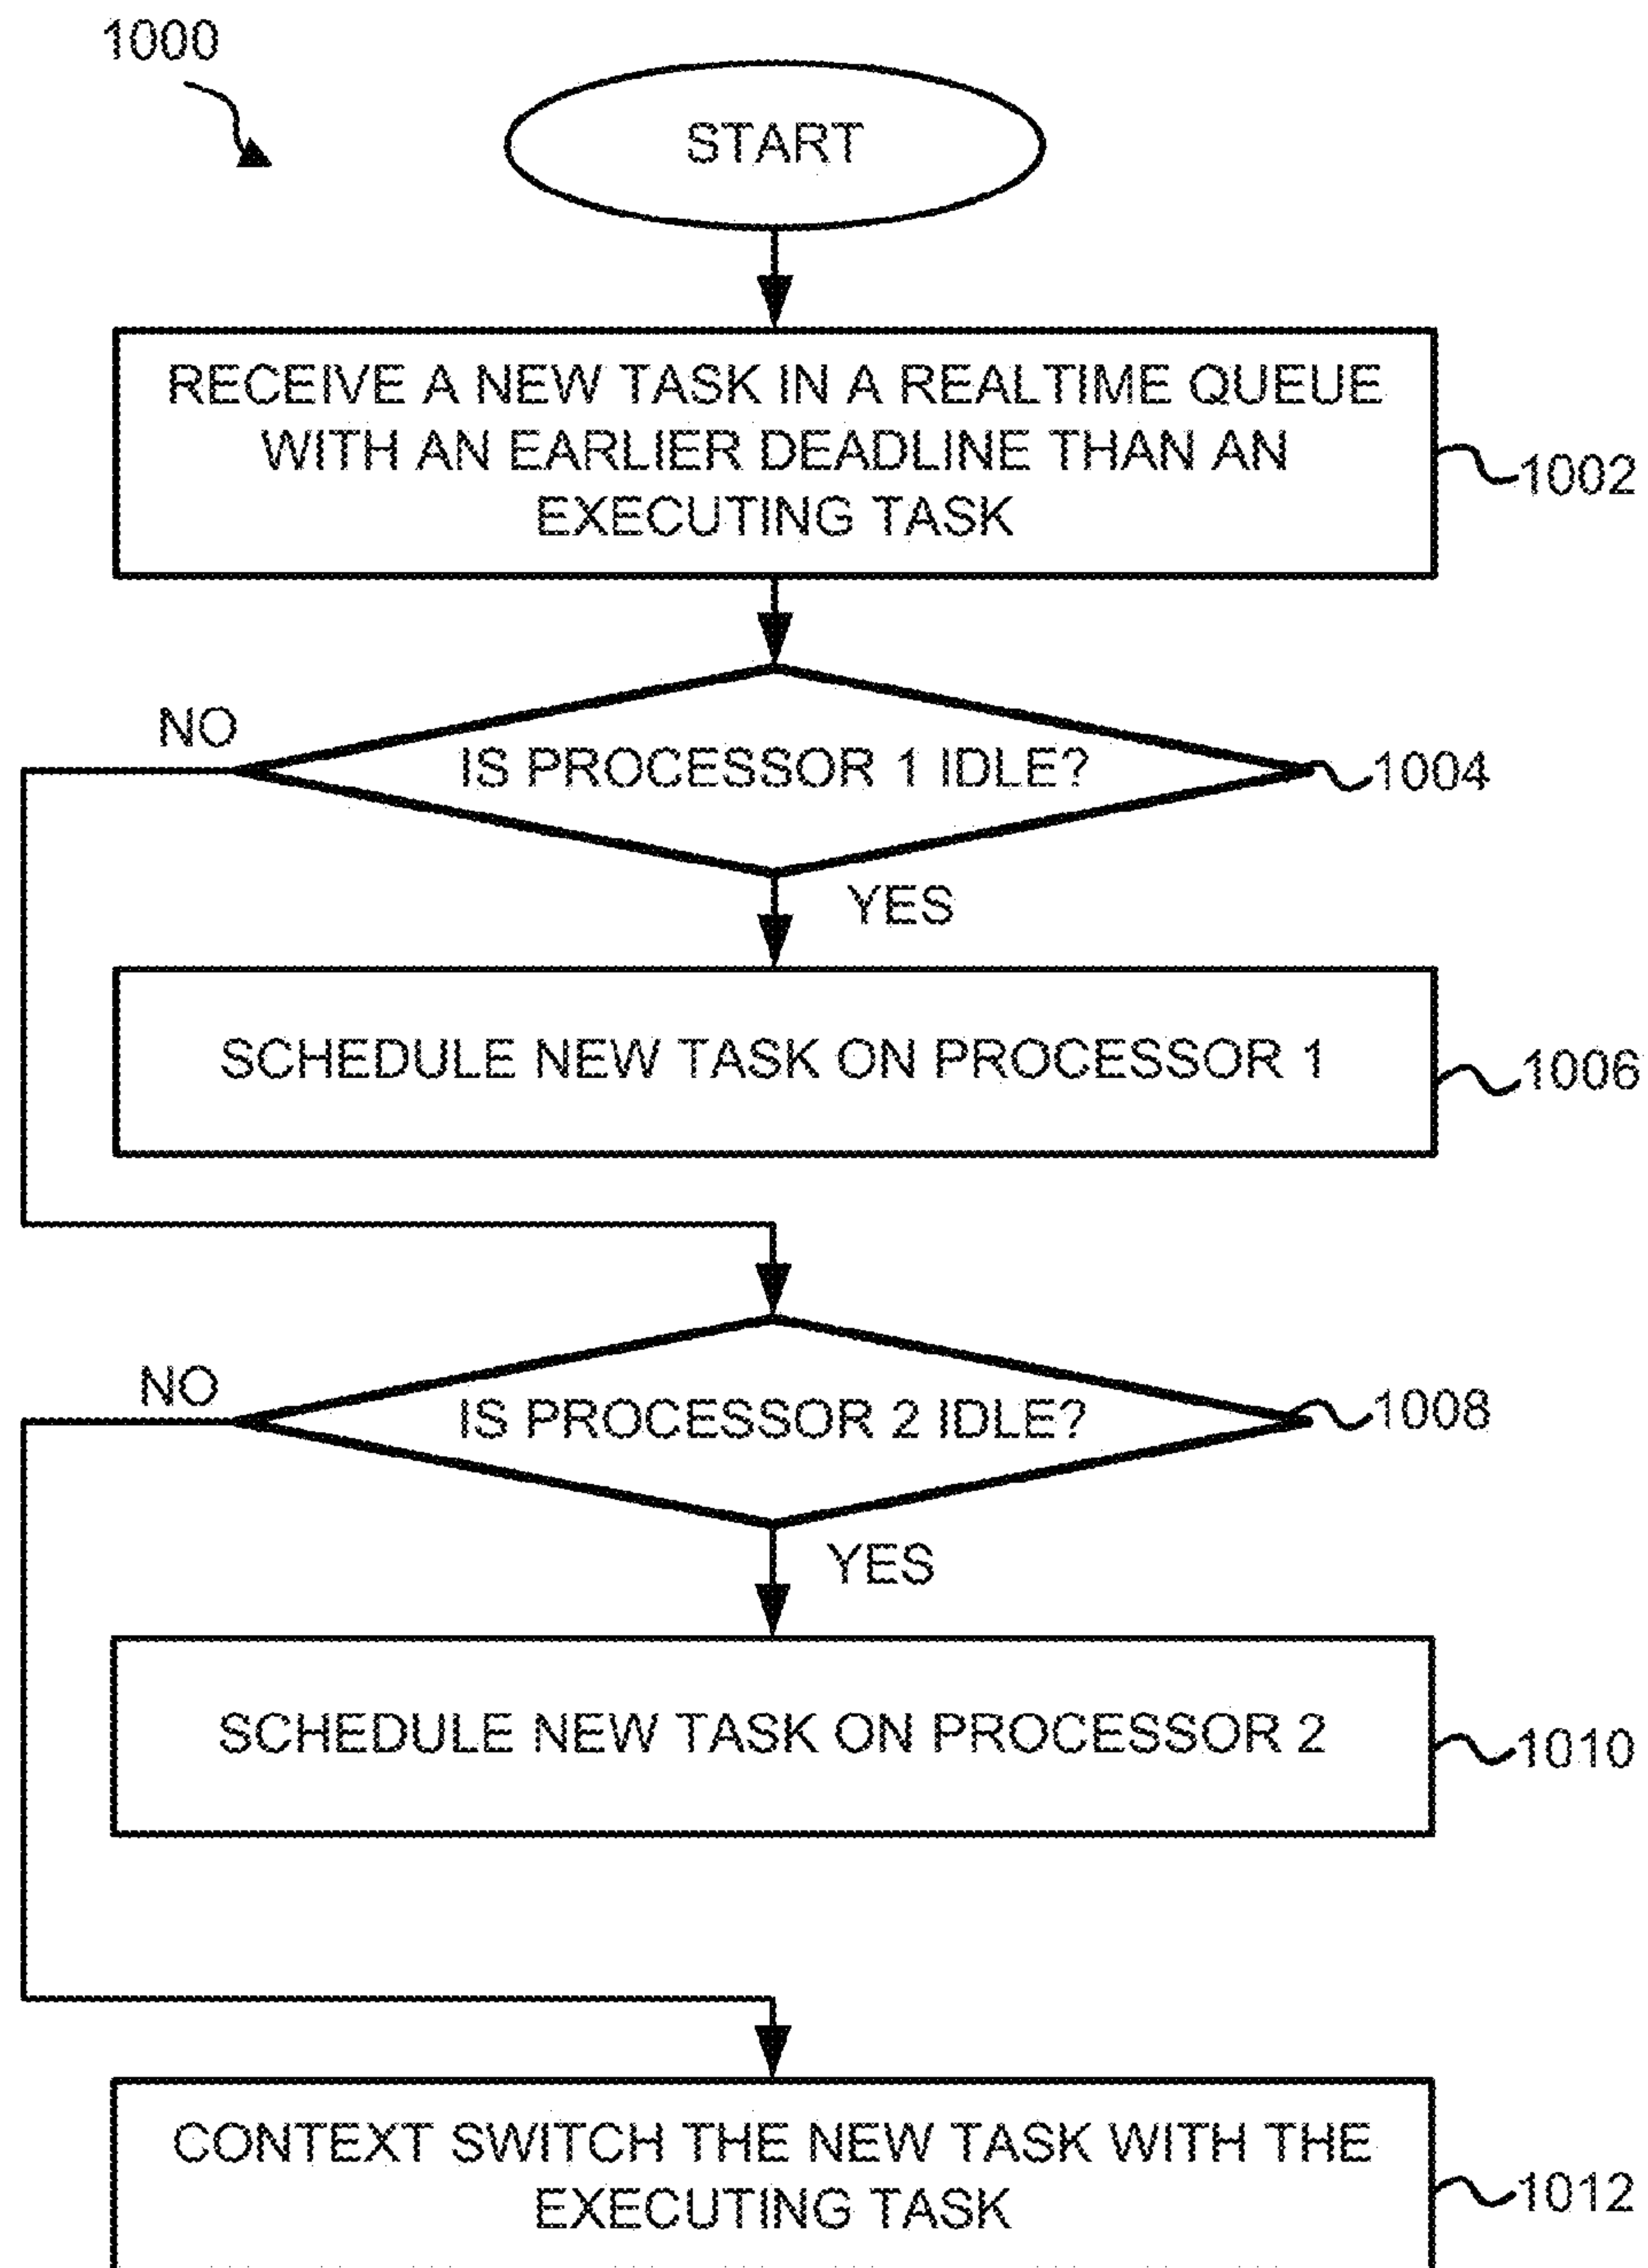 1000
START
RECEIVE A NEW TASK IN A REALTIME QUEUE
WITH AN EARLIER DEADLINE THAN AN
EXECUTING TASK
1002
NO
IS PROCESSOR 1 IDLE?
1004
YES
SCHEDULE NEW TASK ON PROCESSOR 1
1006
NO
IS PROCESSOR 2 IDLE?
1008
YES
SCHEDULE NEW TASK ON PROCESSOR 2
1010
CONTEXT SWITCH THE NEW TASK WITH THE
EXECUTING TASK
1012